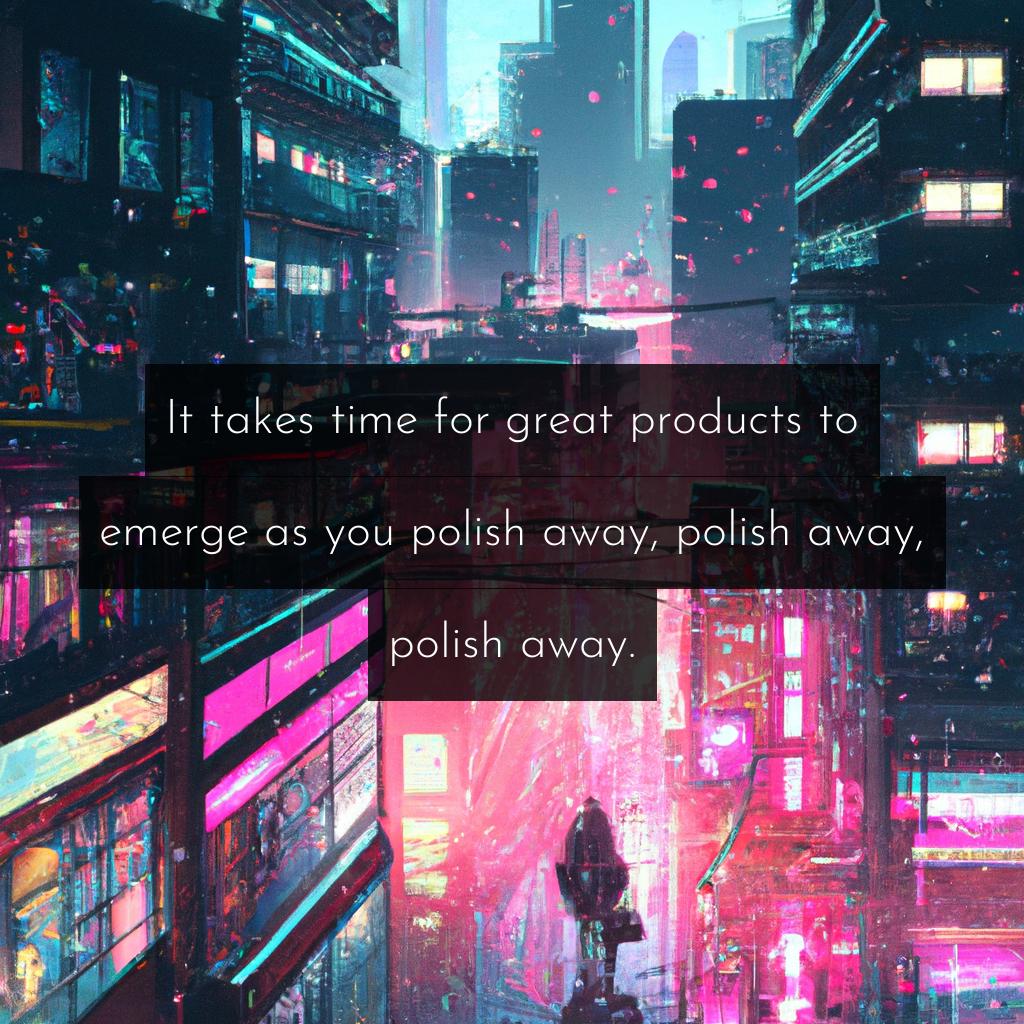 It takes time for great products to
emerge as you polish away, polish away,
polish away.